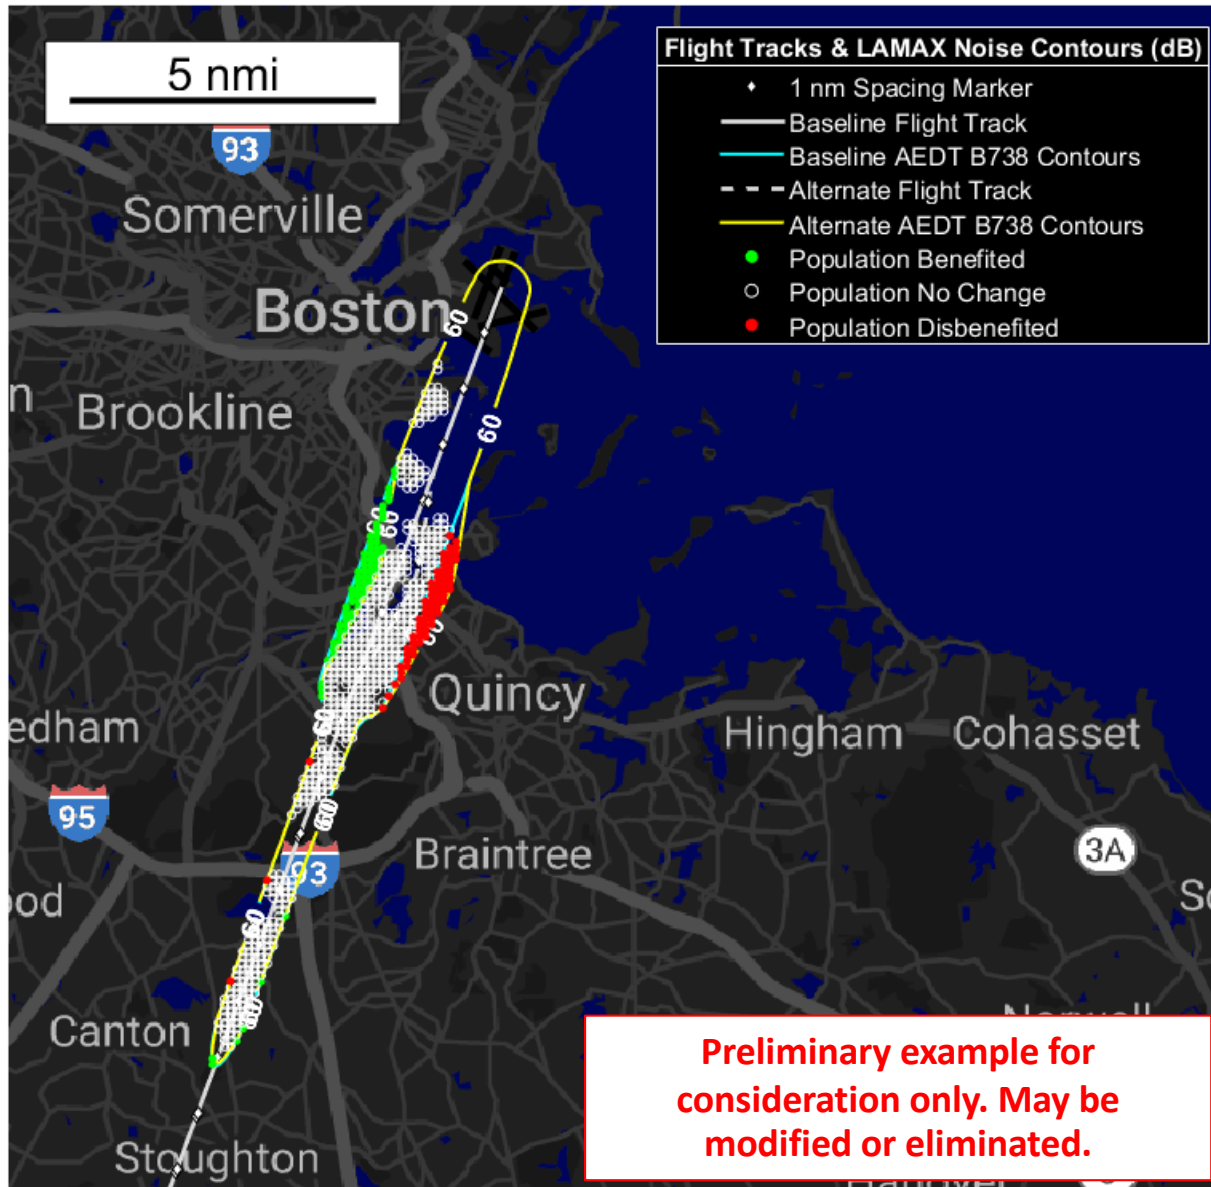 5 nmi
Flight Tracks & LAMAX Noise Contours (dB)
1 nm Spacing Marker
Baseline Flight Track
Baseline AEDT B738 Contours
Alternate Flight Track
Alternate AEDT B738 Contours
Population Benefited
Population No Change
Population Disbenefited
93
Somerville
Boston
60
Brookline
60
60
60
60
Quincy
edham
60
Hingham
Cohasset
95
60
Braintree
3A
93
60
Canton
60
Preliminary example for
consideration only. May be
modified or eliminated.
Stoughton